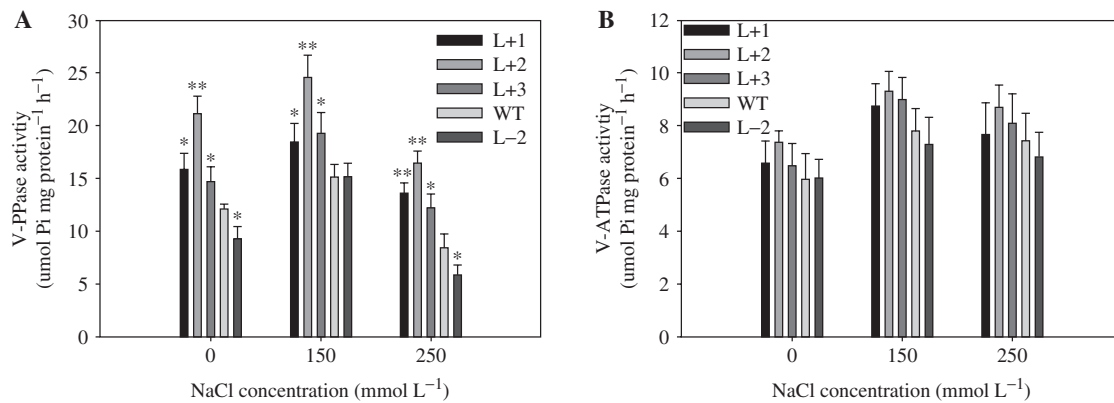 A
V-PPase activtiy
(umol Pi mg protein⁻¹ h⁻¹)
30
25
20
15
10
5
0
**
*
*
*
**
*
*
**
**
*
*
L+1
L+2
L+3
WT
L−2
0 150 250
NaCl concentration (mmol L⁻¹)
B
V-ATPase activtiy
(umol Pi mg protein⁻¹ h⁻¹)
12
10
8
6
4
2
0
L+1
L+2
L+3
WT
L−2
0 150 250
NaCl concentration (mmol L⁻¹)